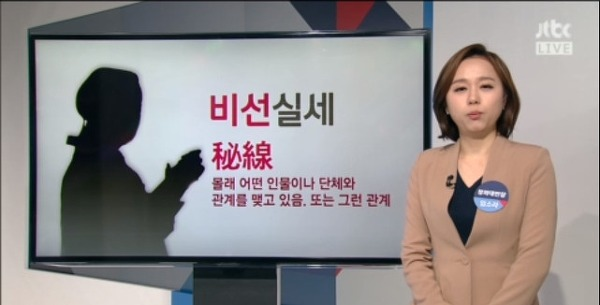 jtbc
LIVE
비선실세
秘線
몰래 어떤 인물이나 단체와
관계를 맺고 있음. 또는 그런 관계